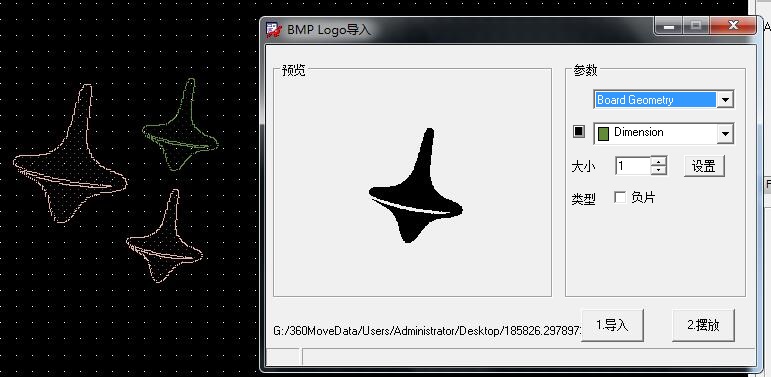 BMP Logo导入
预览
参数
Board Geometry
Dimension
大小 1 设置
类型 负片
G:/360MoveData/Users/Administrator/Desktop/185826.297897
1.导入 2.摆放